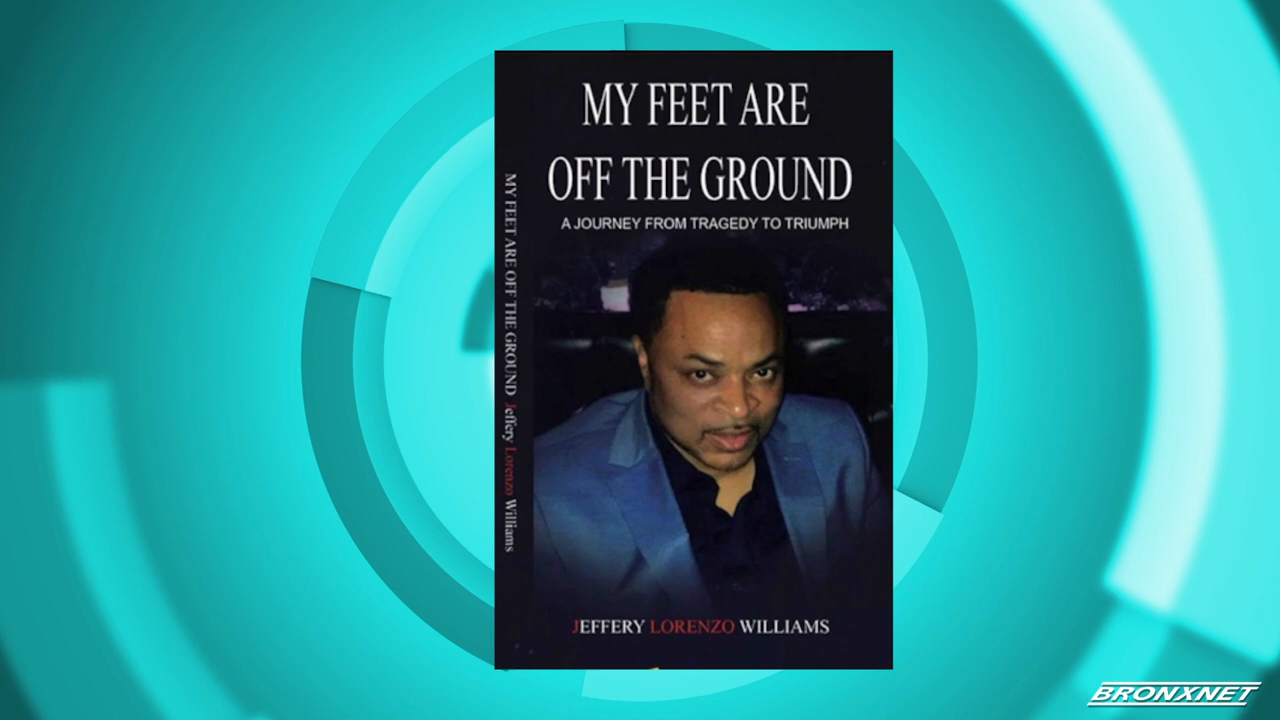 MY FEET ARE
OFF THE GROUND
A JOURNEY FROM TRAGEDY TO TRIUMPH
MY FEET ARE OFF THE GROUND Jeffery Lorenzo Williams
JEFFERY LORENZO WILLIAMS
BRONXNET